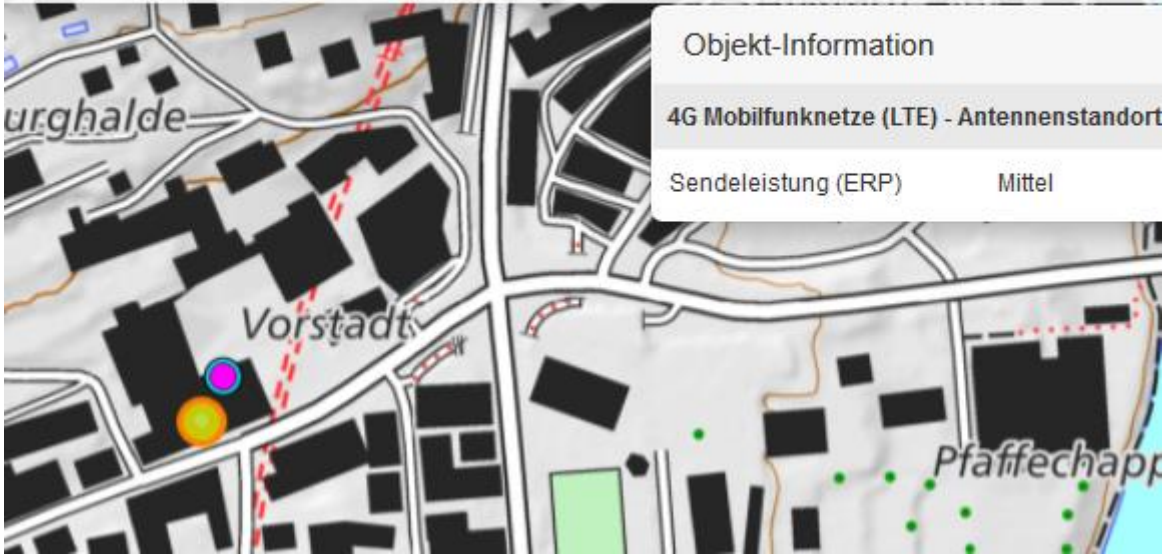 Objekt-Information
4G Mobilfunknetze (LTE) - Antennenstandort
urghalde
Sendeleistung (ERP) Mittel
Vorstadt
Pfaffechapp